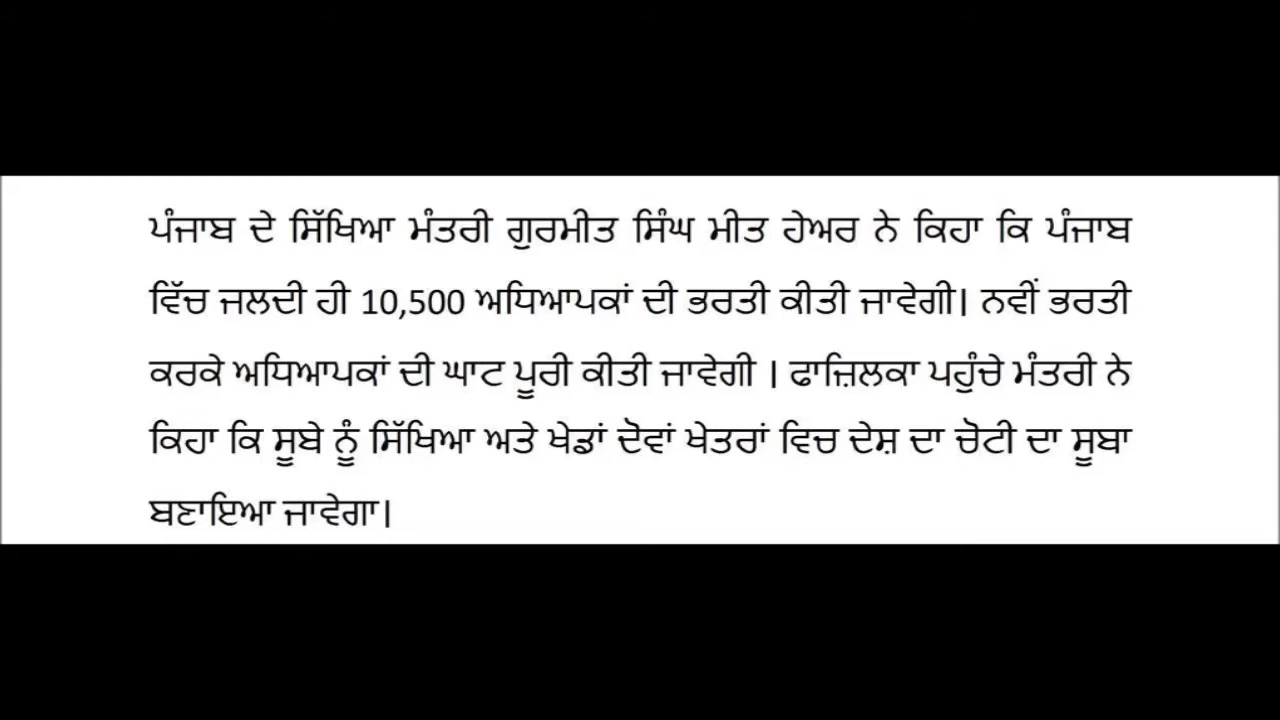 ਪੰਜਾਬ ਦੇ ਸਿੱਖਿਆ ਮੰਤਰੀ ਗੁਰਮੀਤ ਸਿੰਘ ਮੀਤ ਹੇਅਰ ਨੇ ਕਿਹਾ ਕਿ ਪੰਜਾਬ
ਵਿੱਚ ਜਲਦੀ ਹੀ 10,500 ਅਧਿਆਪਕਾਂ ਦੀ ਭਰਤੀ ਕੀਤੀ ਜਾਵੇਗੀ। ਨਵੀਂ ਭਰਤੀ
ਕਰਕੇ ਅਧਿਆਪਕਾਂ ਦੀ ਘਾਟ ਪੂਰੀ ਕੀਤੀ ਜਾਵੇਗੀ । ਫਾਜ਼ਿਲਕਾ ਪਹੁੰਚੇ ਮੰਤਰੀ ਨੇ
ਕਿਹਾ ਕਿ ਸੂਬੇ ਨੂੰ ਸਿੱਖਿਆ ਅਤੇ ਖੇਡਾਂ ਦੋਵਾਂ ਖੇਤਰਾਂ ਵਿਚ ਦੇਸ਼ ਦਾ ਚੋਟੀ ਦਾ ਸੂਬਾ
ਬਣਾਇਆ ਜਾਵੇਗਾ।